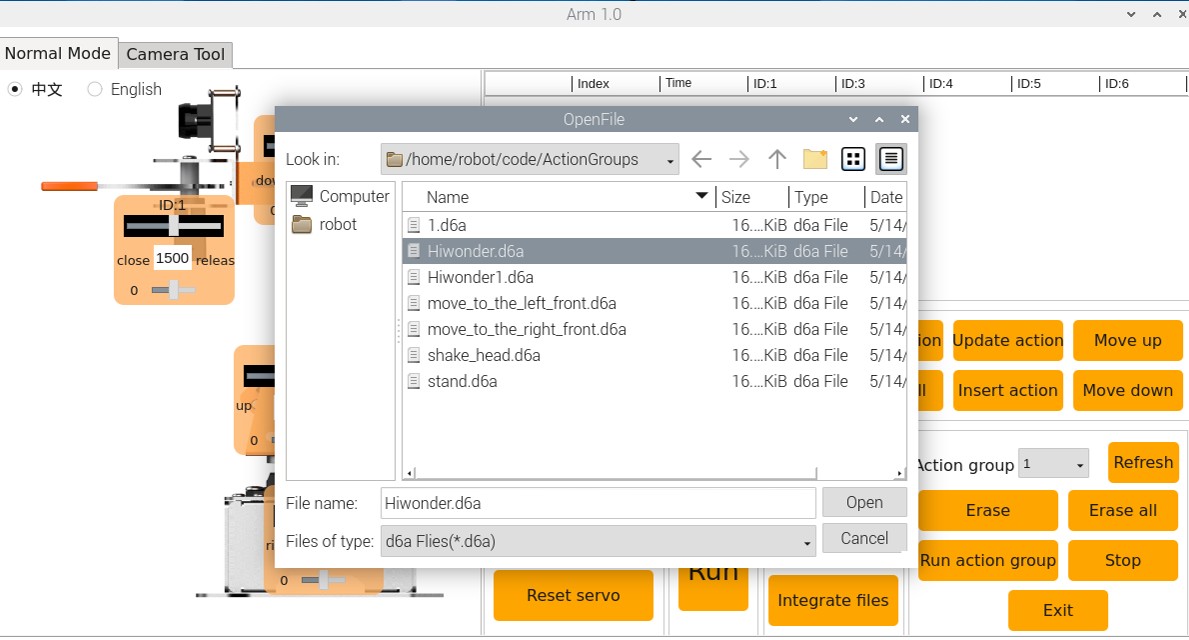 Arm 1.0
Normal Mode Camera Tool
中文 English
Index Time ID:1 ID:3 ID:4 ID:5 ID:6
OpenFile
Look in: /home/robot/code/ActionGroups
Computer
robot
Name Size Type Date
1.d6a 16....KiB d6a File 5/14/
Hiwonder.d6a 16....KiB d6a File 5/14/
Hiwonder1.d6a 16....KiB d6a File 5/14/
move_to_the_left_front.d6a 16....KiB d6a File 5/14/
move_to_the_right_front.d6a 16....KiB d6a File 5/14/
shake_head.d6a 16....KiB d6a File 5/14/
stand.d6a 16....KiB d6a File 5/14/
File name: Hiwonder.d6a Open
Files of type: d6a Flies(*.d6a) Cancel
ID:1
close 1500 releas
0
up
0
0
Update action Move up
Insert action Move down
Action group 1 Refresh
Erase Erase all
Run action group Stop
Reset servo Run Integrate files Exit